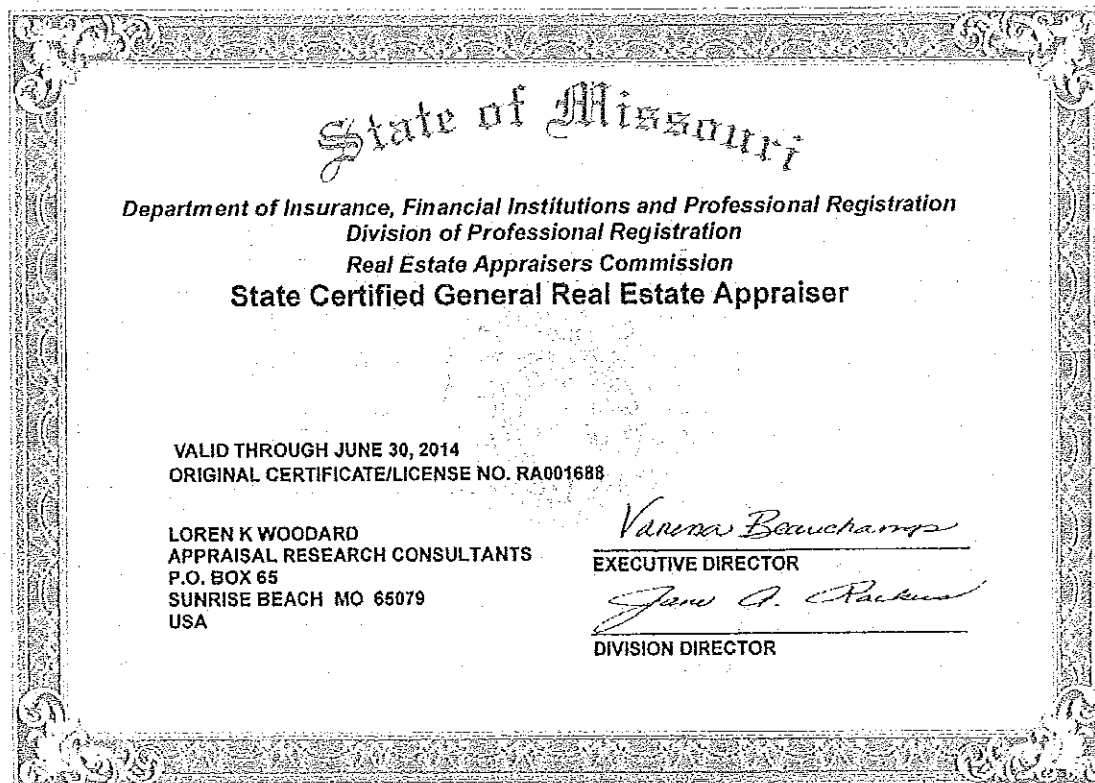 State of Missouri
Department of Insurance, Financial Institutions and Professional Registration
Division of Professional Registration
Real Estate Appraisers Commission
State Certified General Real Estate Appraiser
VALID THROUGH JUNE 30, 2014
ORIGINAL CERTIFICATE/LICENSE NO. RA001688
LOREN K WOODARD
APPRAISAL RESEARCH CONSULTANTS
P.O. BOX 65
SUNRISE BEACH MO 65079
USA
Vanessa Beauchamp
EXECUTIVE DIRECTOR
Jane A. Rackers
DIVISION DIRECTOR